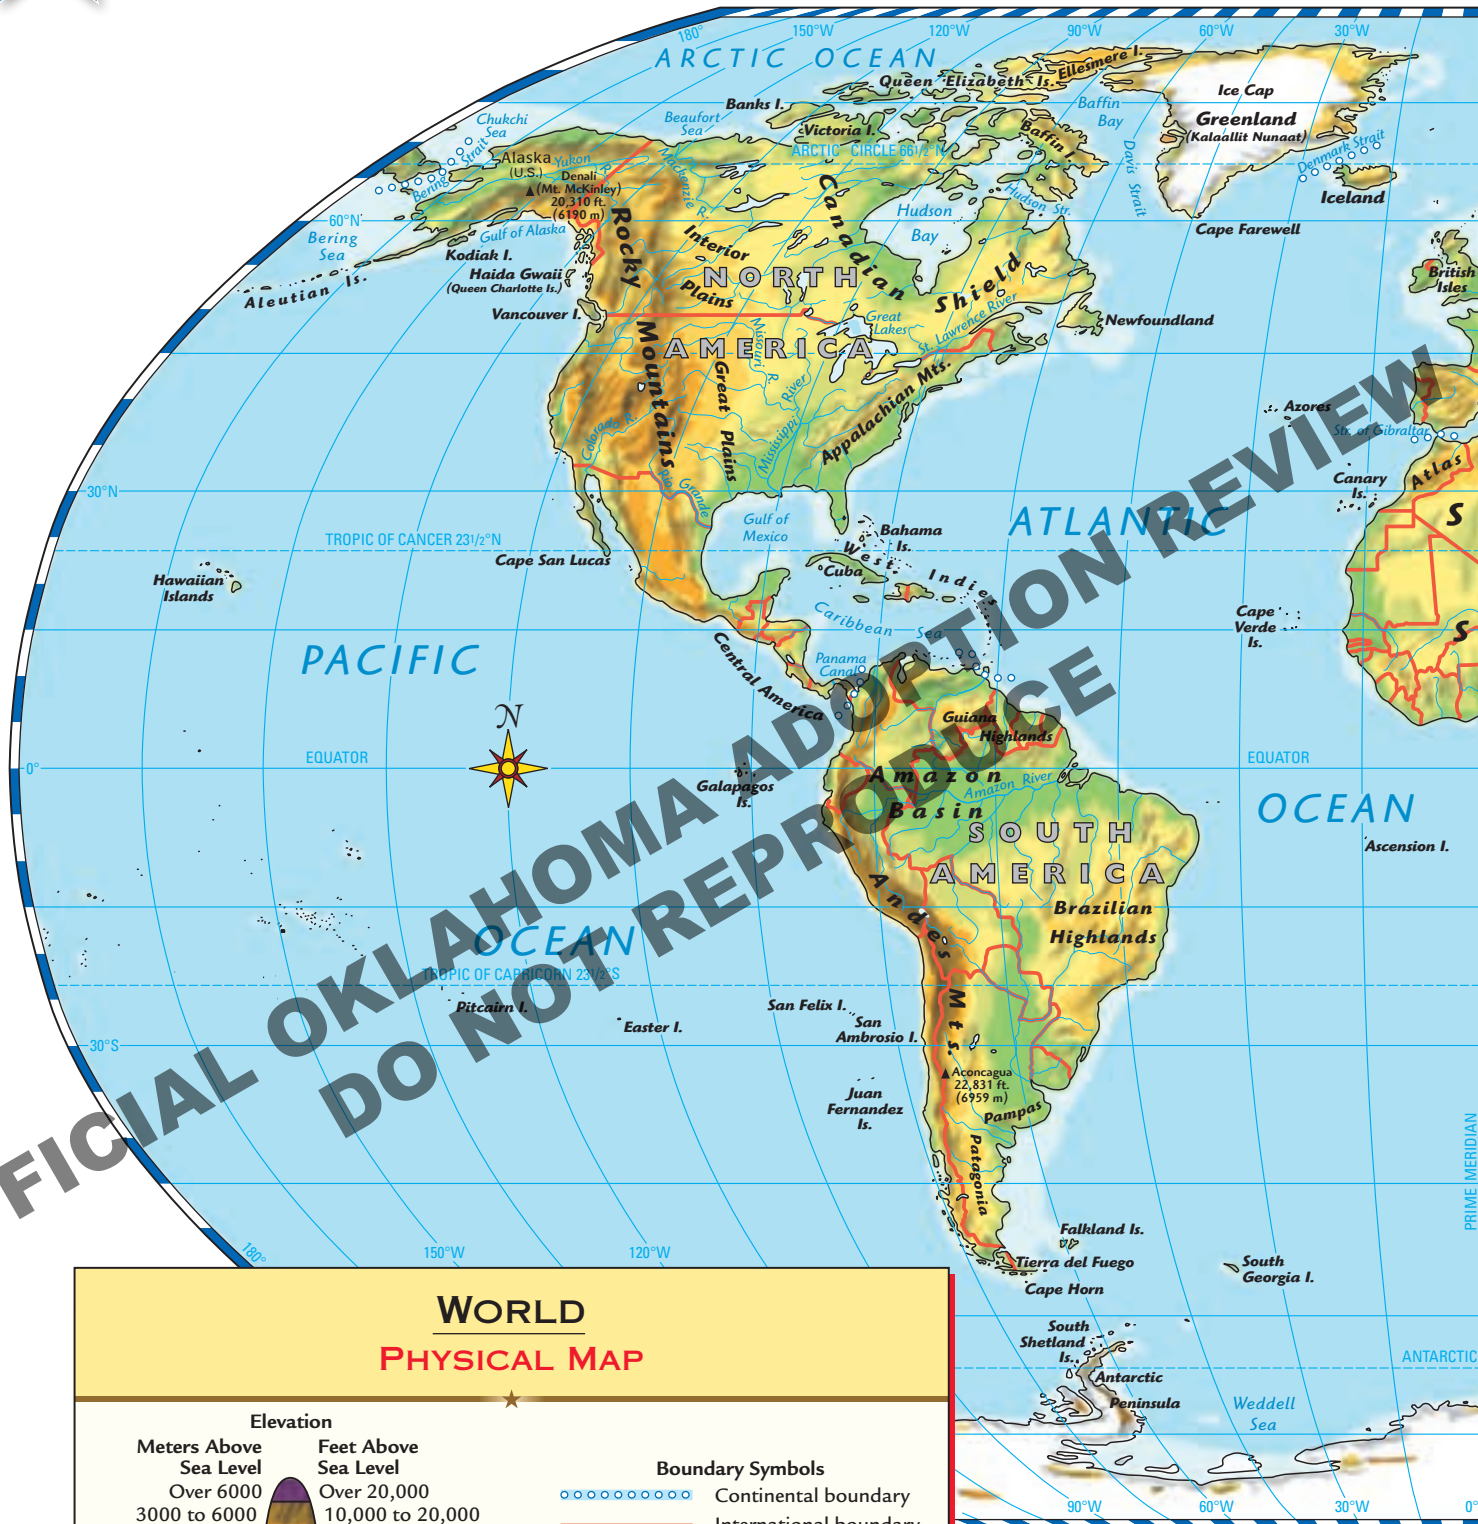 180°
150°W
120°W
90°W
60°W
30°W
ARCTIC OCEAN
Queen Elizabeth Is.
Ellesmere I.
Ice Cap
Greenland
(Kalaallit Nunaat)
Banks I.
Victoria I.
Beaufort
Sea
Baffin
Bay
Baffin I.
Chukchi
Sea
Bering Strait
ARCTIC CIRCLE 66 1/2°N
Davis Strait
Denmark Strait
Iceland
Alaska
(U.S.)
Yukon R.
Denali
(Mt. McKinley)
20,310 ft.
(6190 m)
Mackenzie R.
Hudson Str.
Hudson
Bay
Cape Farewell
60°N
Bering
Sea
Gulf of Alaska
Kodiak I.
Aleutian Is.
Haida Gwaii
(Queen Charlotte Is.)
Vancouver I.
Rocky Mountains
Interior
Plains
Canadian Shield
NORTH
AMERICA
British
Isles
Great
Lakes
St. Lawrence River
Newfoundland
Missouri R.
Great Plains
Mississippi River
Appalachian Mts.
Colorado R.
Rio Grande
Azores
Str. of Gibraltar
Canary
Is.
Atlas
S
30°N
TROPIC OF CANCER 23 1/2°N
Gulf of
Mexico
ATLANTIC
Bahama
Is.
West Indies
Cuba
Cape San Lucas
Hawaiian
Islands
Caribbean Sea
Cape
Verde
Is.
S
PACIFIC
Central America
Panama
Canal
N
Guiana
Highlands
EQUATOR
EQUATOR
0°
Galapagos
Is.
Amazon
Basin
Amazon River
SOUTH
AMERICA
OCEAN
Ascension I.
Andes Mts.
Brazilian
Highlands
OCEAN
TROPIC OF CAPRICORN 23 1/2°S
Pitcairn I.
Easter I.
San Felix I.
San
Ambrosio I.
30°S
Aconcagua
22,831 ft.
(6959 m)
Juan
Fernandez
Is.
Pampas
Patagonia
PRIME MERIDIAN
Falkland Is.
Tierra del Fuego
Cape Horn
South
Georgia I.
180°
150°W
120°W
South
Shetland
Is.
ANTARCTIC
Antarctic
Peninsula
Weddell
Sea
90°W
60°W
30°W
0°
FICIAL OKLAHOMA ADOPTION REVIEW
DO NOT REPRODUCE
WORLD
PHYSICAL MAP
Elevation
Meters Above
Sea Level
Feet Above
Sea Level
Over 6000
Over 20,000
3000 to 6000
10,000 to 20,000
Boundary Symbols
Continental boundary
International boundary